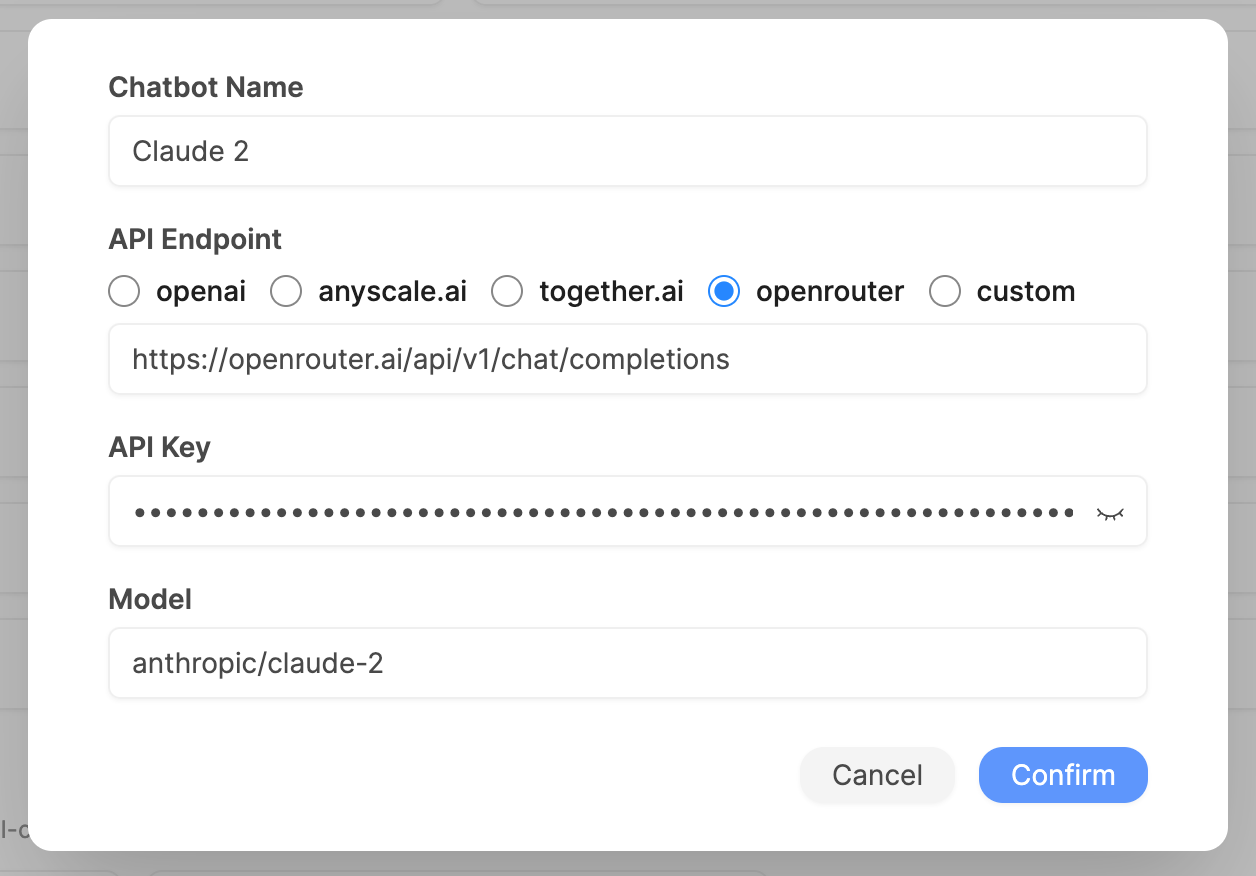 Chatbot Name
Claude 2
API Endpoint
openai anyscale.ai together.ai openrouter custom
https://openrouter.ai/api/v1/chat/completions
API Key
Model
anthropic/claude-2
Cancel Confirm